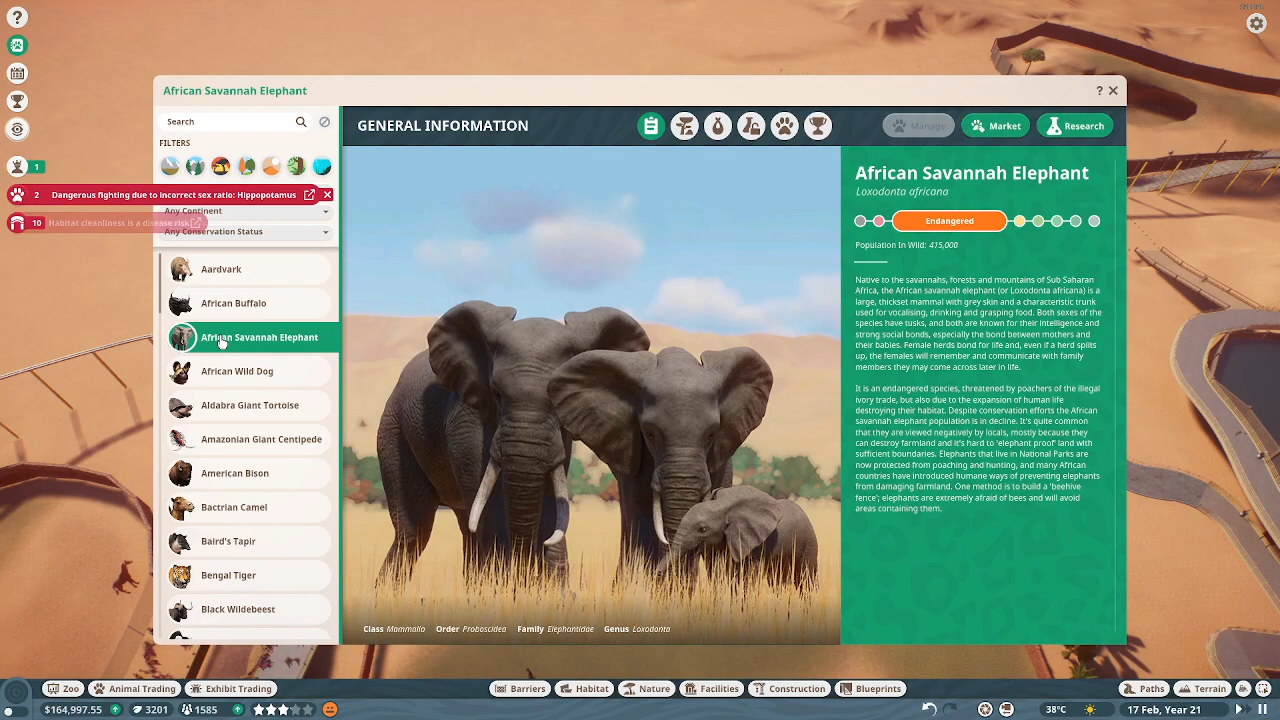 African Savannah Elephant
?
Search
FILTERS
GENERAL INFORMATION
Manage
Market
Research
1
2 Dangerous fighting due to incorrect sex ratio: Hippopotamus
10 Habitat cleanliness is a disease risk
Any Continent
Any Conservation Status
Aardvark
African Buffalo
African Savannah Elephant
African Wild Dog
Aldabra Giant Tortoise
Amazonian Giant Centipede
American Bison
Bactrian Camel
Baird's Tapir
Bengal Tiger
Black Wildebeest
African Savannah Elephant
Loxodonta africana
Endangered
Population In Wild: 415,000
Native to the savannahs, forests and mountains of Sub Saharan
Africa, the African savannah elephant (or Loxodonta africana) is a
large, thickset mammal with grey skin and a characteristic trunk
used for vocalising, drinking and grasping food. Both sexes of the
species have tusks, and both are known for their intelligence and
strong social bonds, especially the bond between mothers and
their babies. Female herds bond for life and, even if a herd splits
up, the females will remember and communicate with family
members they may come across later in life.
It is an endangered species, threatened by poachers of the illegal
ivory trade, but also due to the expansion of human life
destroying their habitat. Despite conservation efforts the African
savannah elephant population is in decline. It's quite common
that they are viewed negatively by locals, mostly because they
can destroy farmland and it's hard to 'elephant proof' land with
sufficient boundaries. Elephants that live in National Parks are
now protected from poaching and hunting, and many African
countries have introduced humane ways of preventing elephants
from damaging farmland. One method is to build a 'beehive
fence'; elephants are extremely afraid of bees and will avoid
areas containing them.
Class Mammalia Order Proboscidea Family Elephantidae Genus Loxodonta
Zoo
Animal Trading
Exhibit Trading
Barriers
Habitat
Nature
Facilities
Construction
Blueprints
Paths
Terrain
$164,997.55
3201
1585
38°C
17 Feb, Year 21